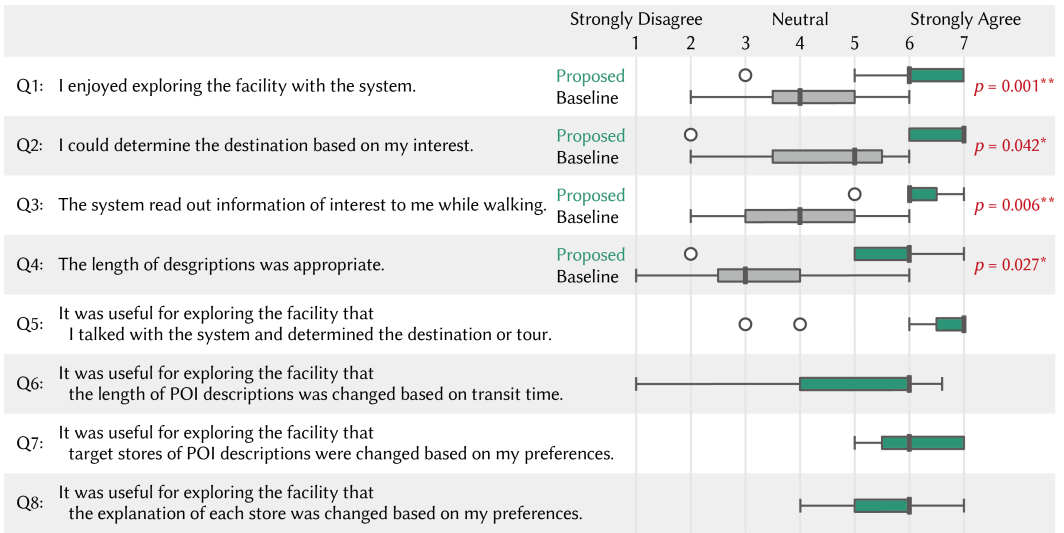 Strongly Disagree Neutral Strongly Agree
1 2 3 4 5 6 7
Q1: I enjoyed exploring the facility with the system. Proposed Baseline p = 0.001**
Q2: I could determine the destination based on my interest. Proposed Baseline p = 0.042*
Q3: The system read out information of interest to me while walking. Proposed Baseline p = 0.006**
Q4: The length of desgriptions was appropriate. Proposed Baseline p = 0.027*
Q5: It was useful for exploring the facility that
I talked with the system and determined the destination or tour.
Q6: It was useful for exploring the facility that
the length of POI descriptions was changed based on transit time.
Q7: It was useful for exploring the facility that
target stores of POI descriptions were changed based on my preferences.
Q8: It was useful for exploring the facility that
the explanation of each store was changed based on my preferences.